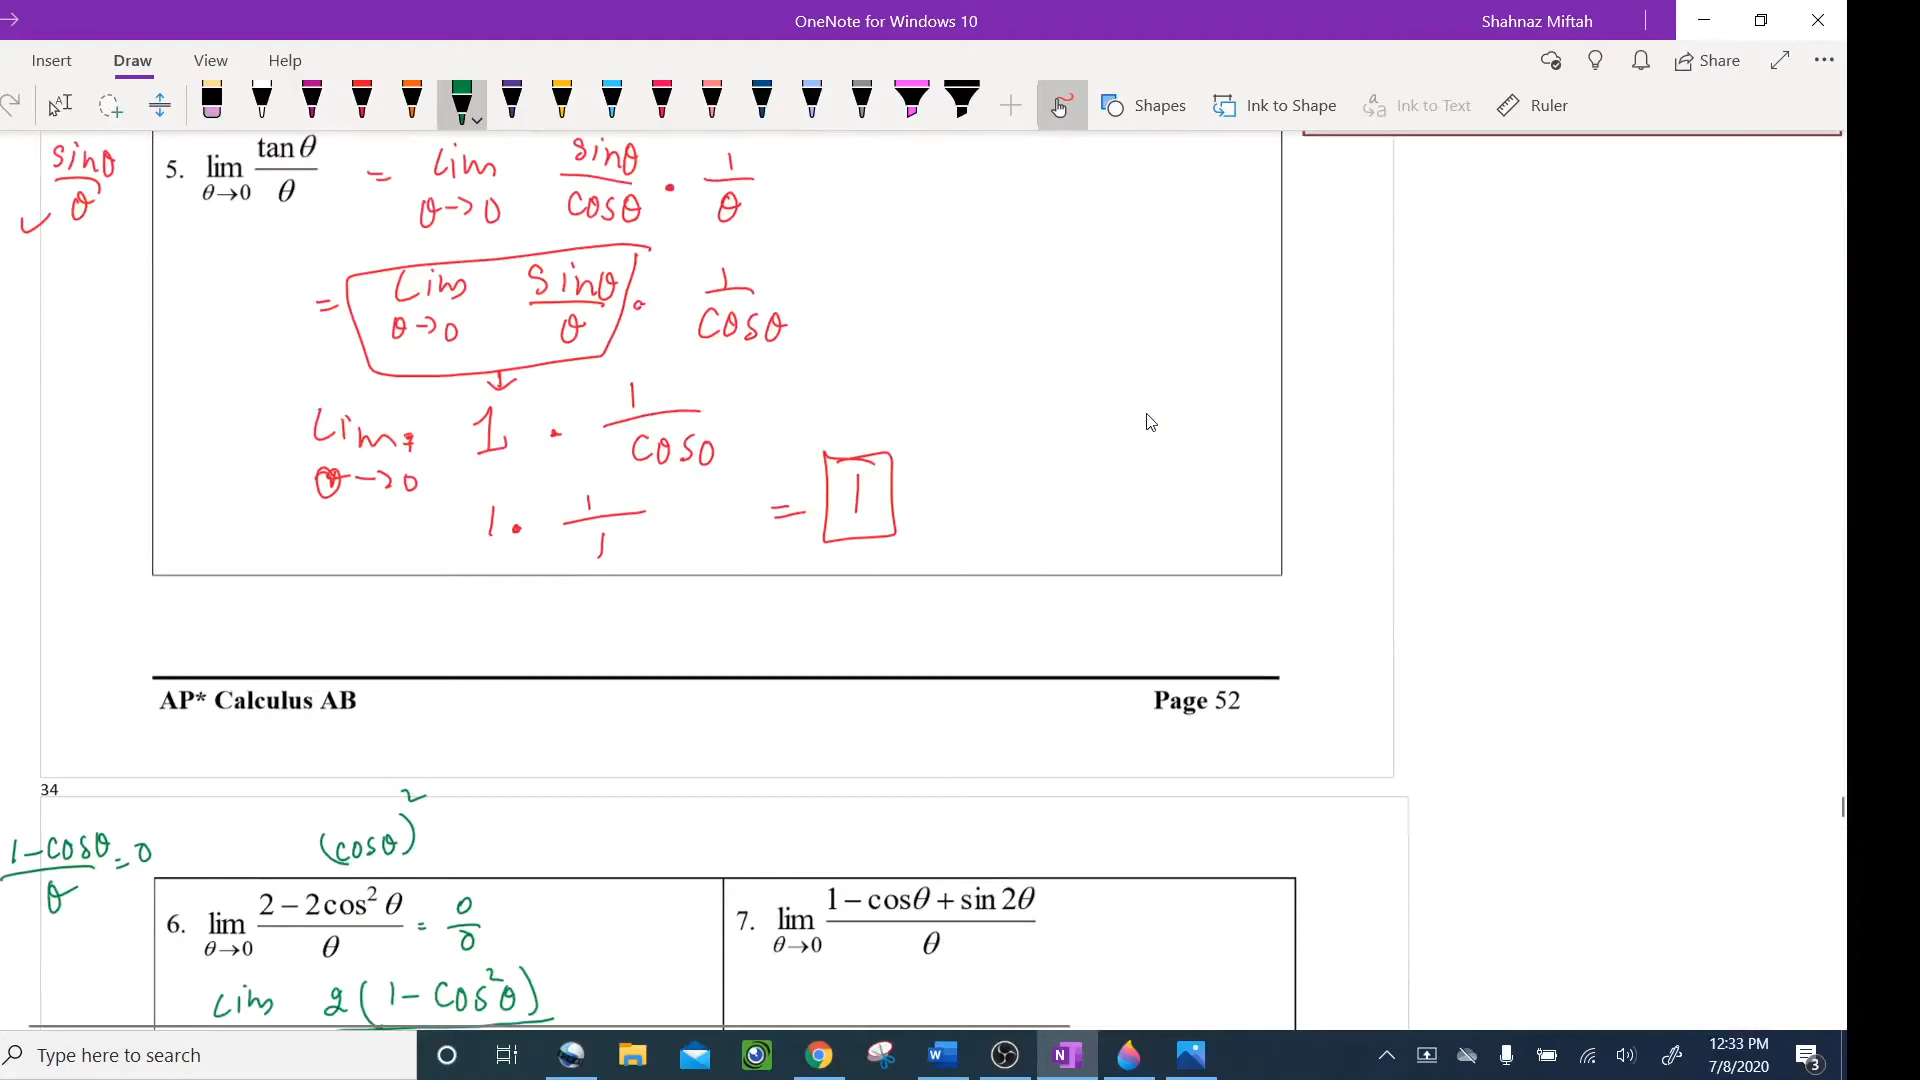 OneNote for Windows 10
Shahnaz Miftah
Insert Draw View Help
Share
Shapes Ink to Shape Ink to Text Ruler
sinθ/θ
5. lim θ→0 tan θ/θ = Lim θ→0 sinθ/cosθ · 1/θ
= Lim θ→0 sinθ/θ · 1/cosθ
Lim θ→0 1 · 1/cos0
1 · 1/1 = 1
AP* Calculus AB Page 52
34
1-cosθ/θ = 0
(cosθ)²
6. lim θ→0 2 − 2cos² θ/θ = 0/0
Lim 2(1 - cos²θ)
7. lim θ→0 1 − cosθ + sin 2θ/θ
Type here to search
12:33 PM
7/8/2020
3